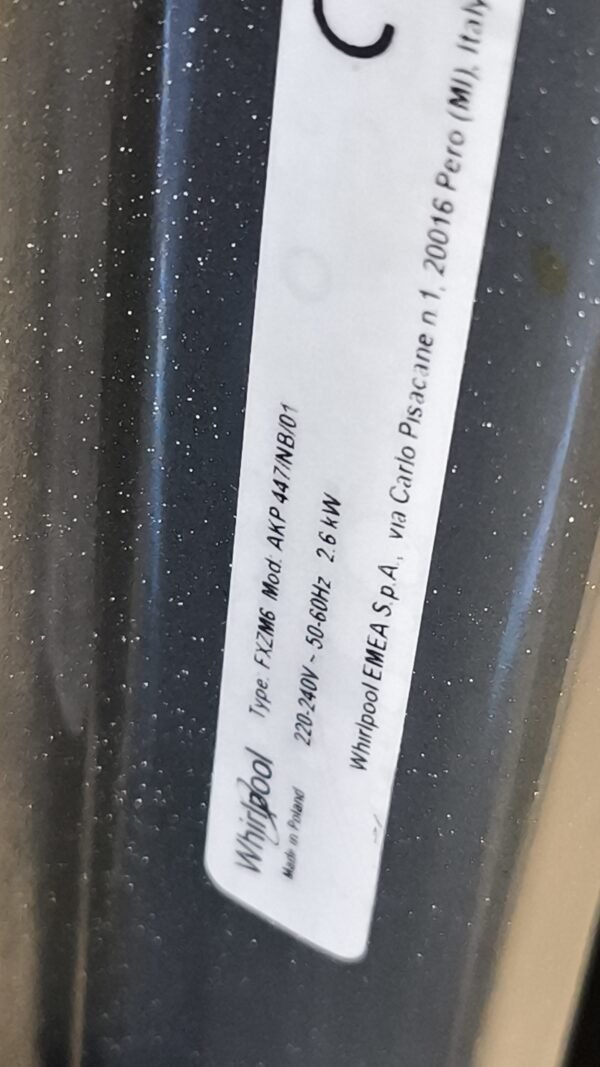 Whirlpool Type: FXZM6 Mod: AKP 447/NB/01
Made in Poland 220-240V ~ 50-60Hz 2.6 kW
Whirlpool EMEA S.p.A., via Carlo Pisacane n 1, 20016 Pero (MI), Italy